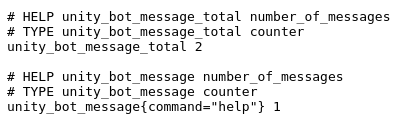 # HELP unity_bot_message_total number_of_messages
# TYPE unity_bot_message_total counter
unity_bot_message_total 2

# HELP unity_bot_message number_of_messages
# TYPE unity_bot_message counter
unity_bot_message{command="help"} 1